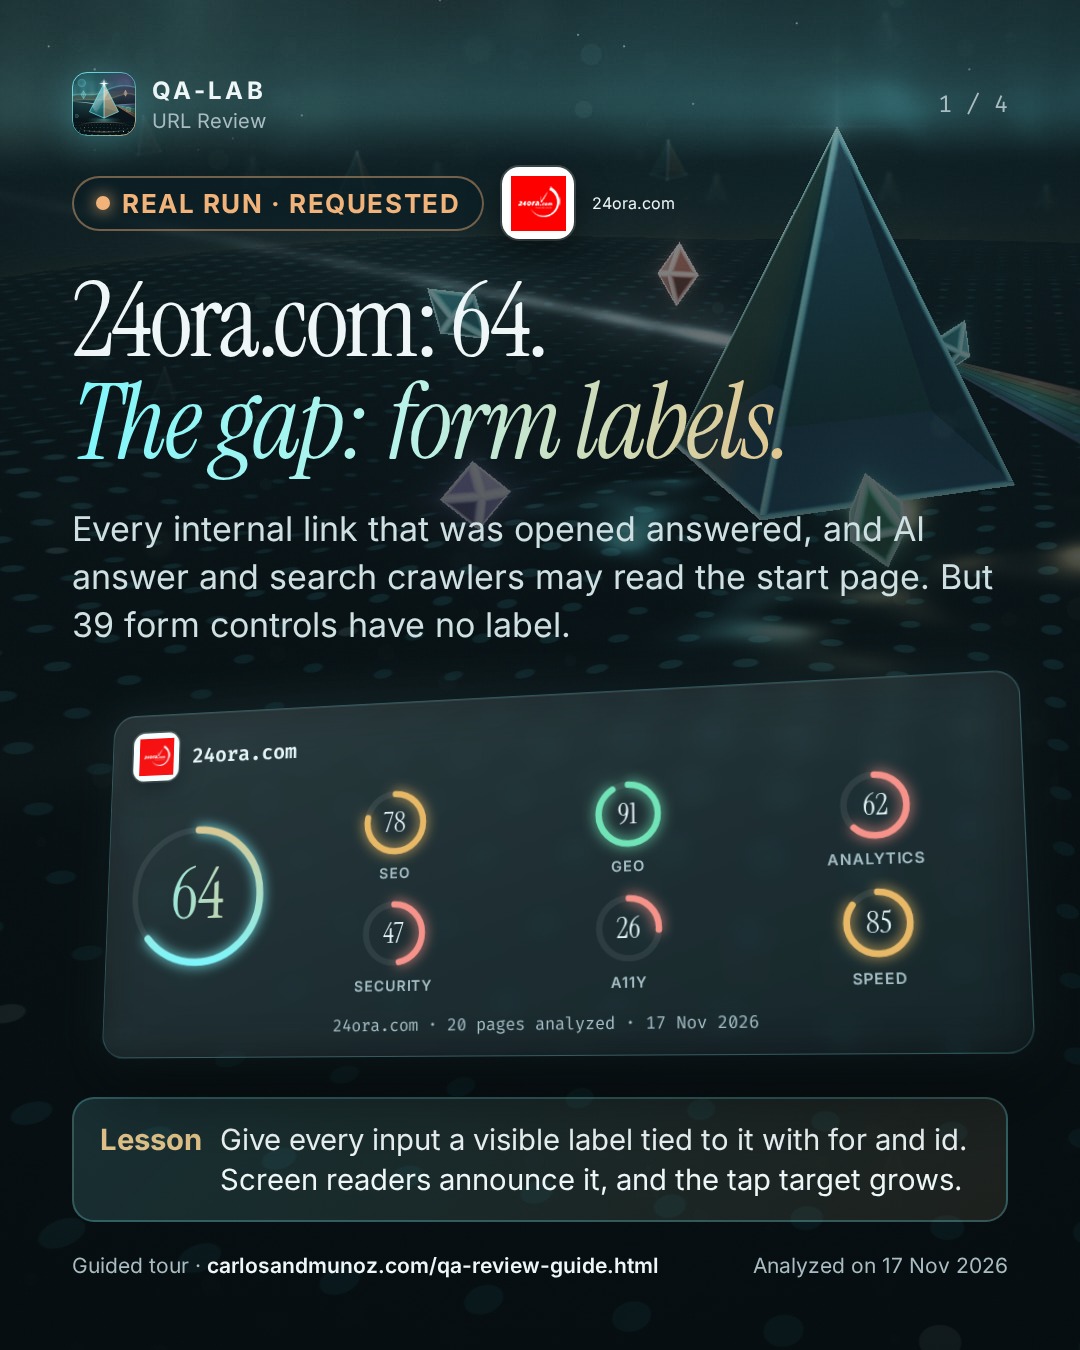 QA-LAB
URL Review
1 / 4
REAL RUN · REQUESTED
24ora.com
24ora.com
24ora.com: 64.
The gap: form labels.
Every internal link that was opened answered, and AI
answer and search crawlers may read the start page. But
39 form controls have no label.
24ora.com
64
78
SEO
91
GEO
62
ANALYTICS
47
SECURITY
26
A11Y
85
SPEED
24ora.com · 20 pages analyzed · 17 Nov 2026
Lesson
Give every input a visible label tied to it with for and id.
Screen readers announce it, and the tap target grows.
Guided tour · carlosandmunoz.com/qa-review-guide.html
Analyzed on 17 Nov 2026